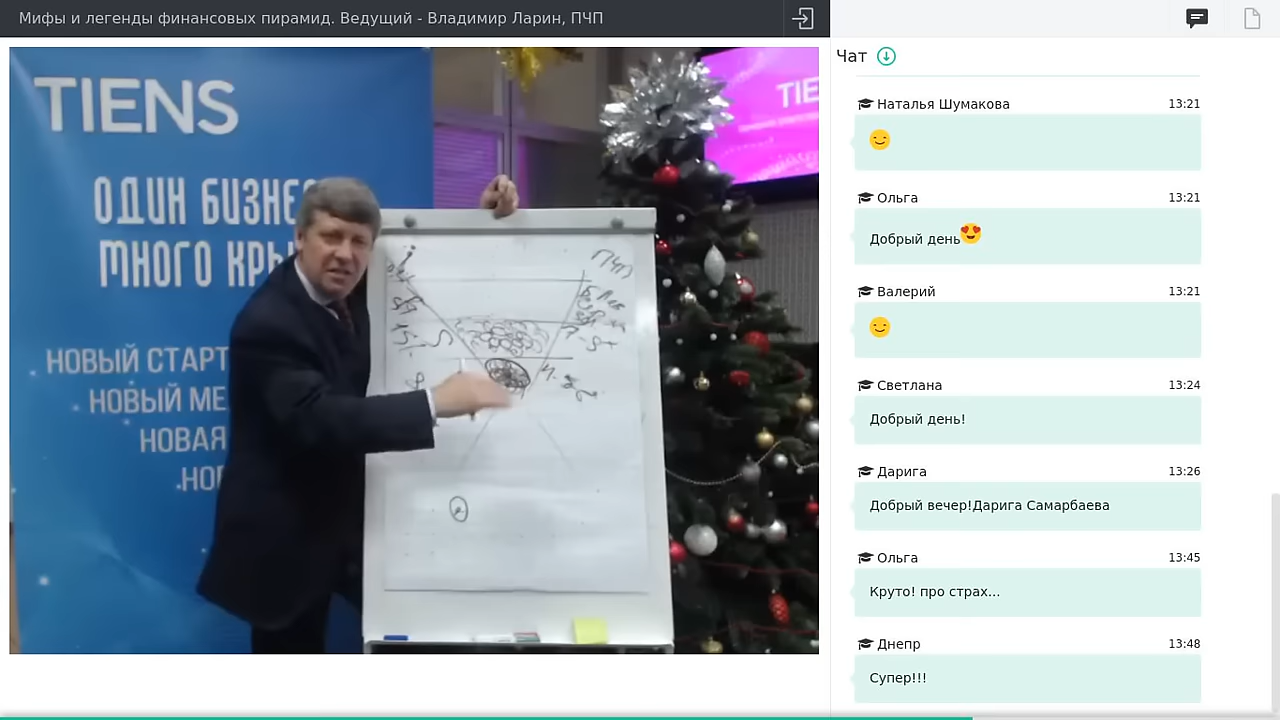 Мифы и легенды финансовых пирамид. Ведущий - Владимир Ларин, ПЧП
TIENS
ОДИН БИЗНЕ
МНОГО КРЫ
НОВЫЙ СТАРТ
НОВЫЙ МЕ
НОВАЯ
НО
TIE
ПЧП
Чат
Наталья Шумакова 13:21
😊
Ольга 13:21
Добрый день😍
Валерий 13:21
😊
Светлана 13:24
Добрый день!
Дарига 13:26
Добрый вечер!Дарига Самарбаева
Ольга 13:45
Круто! про страх...
Днепр 13:48
Супер!!!